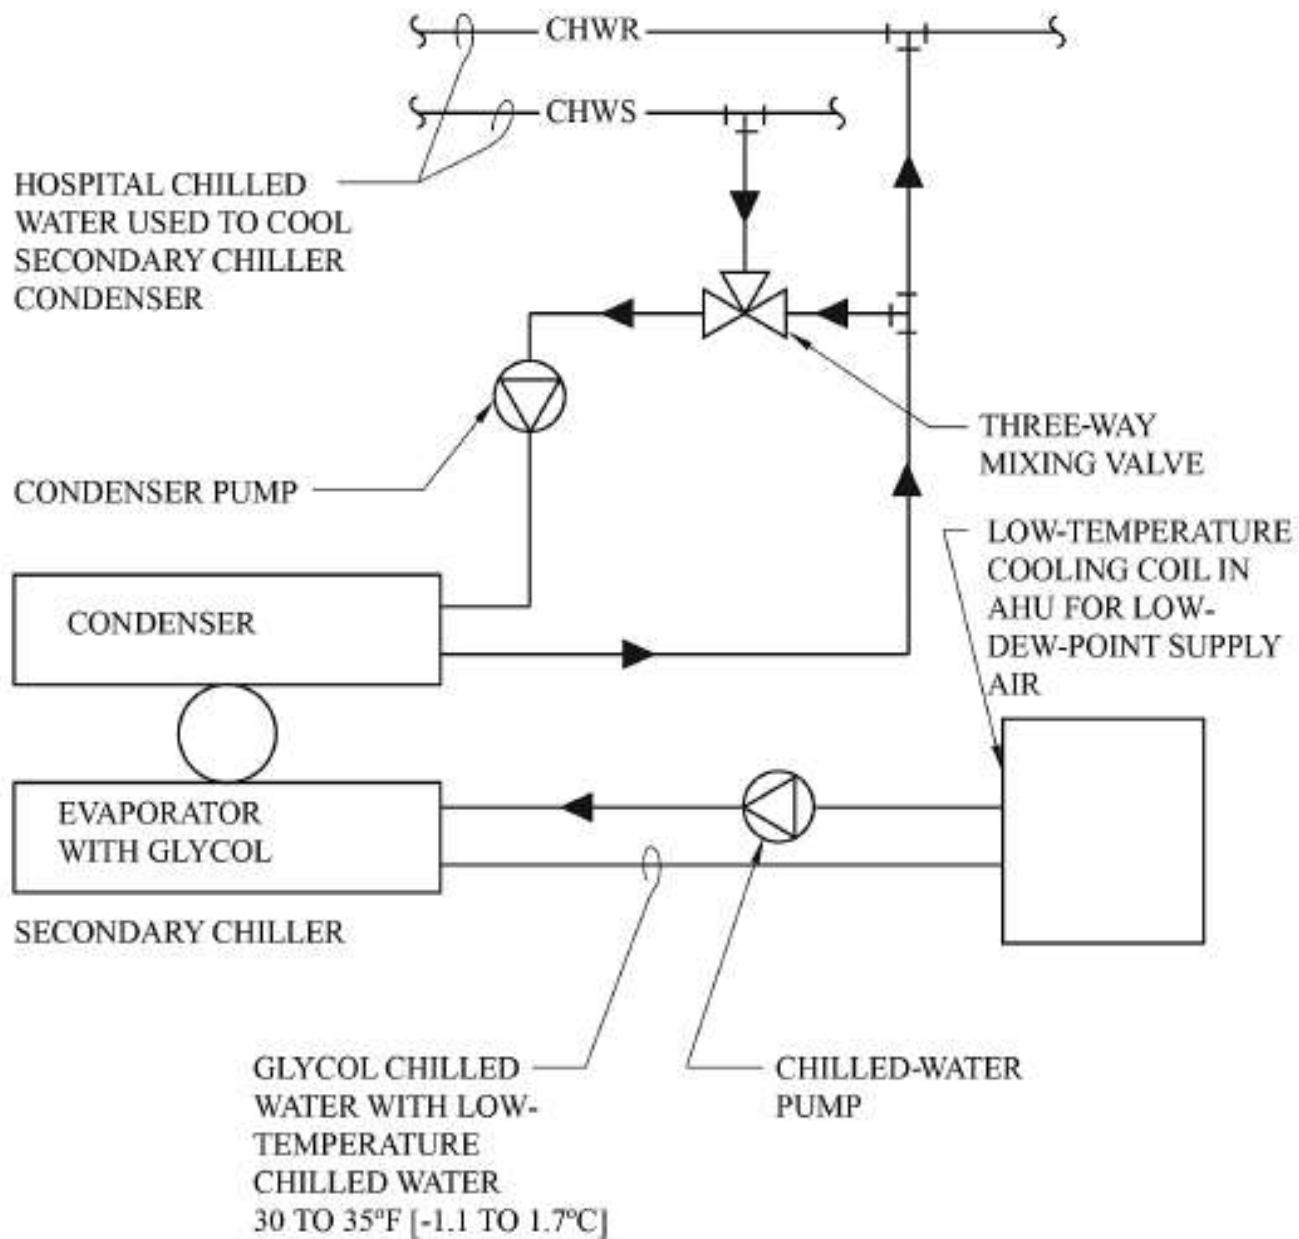 CHWR
CHWS
HOSPITAL CHILLED
WATER USED TO COOL
SECONDARY CHILLER
CONDENSER
THREE-WAY
MIXING VALVE
CONDENSER PUMP
LOW-TEMPERATURE
COOLING COIL IN
AHU FOR LOW-
DEW-POINT SUPPLY
AIR
CONDENSER
EVAPORATOR
WITH GLYCOL
SECONDARY CHILLER
GLYCOL CHILLED
WATER WITH LOW-
TEMPERATURE
CHILLED WATER
30 TO 35ºF [-1.1 TO 1.7ºC]
CHILLED-WATER
PUMP